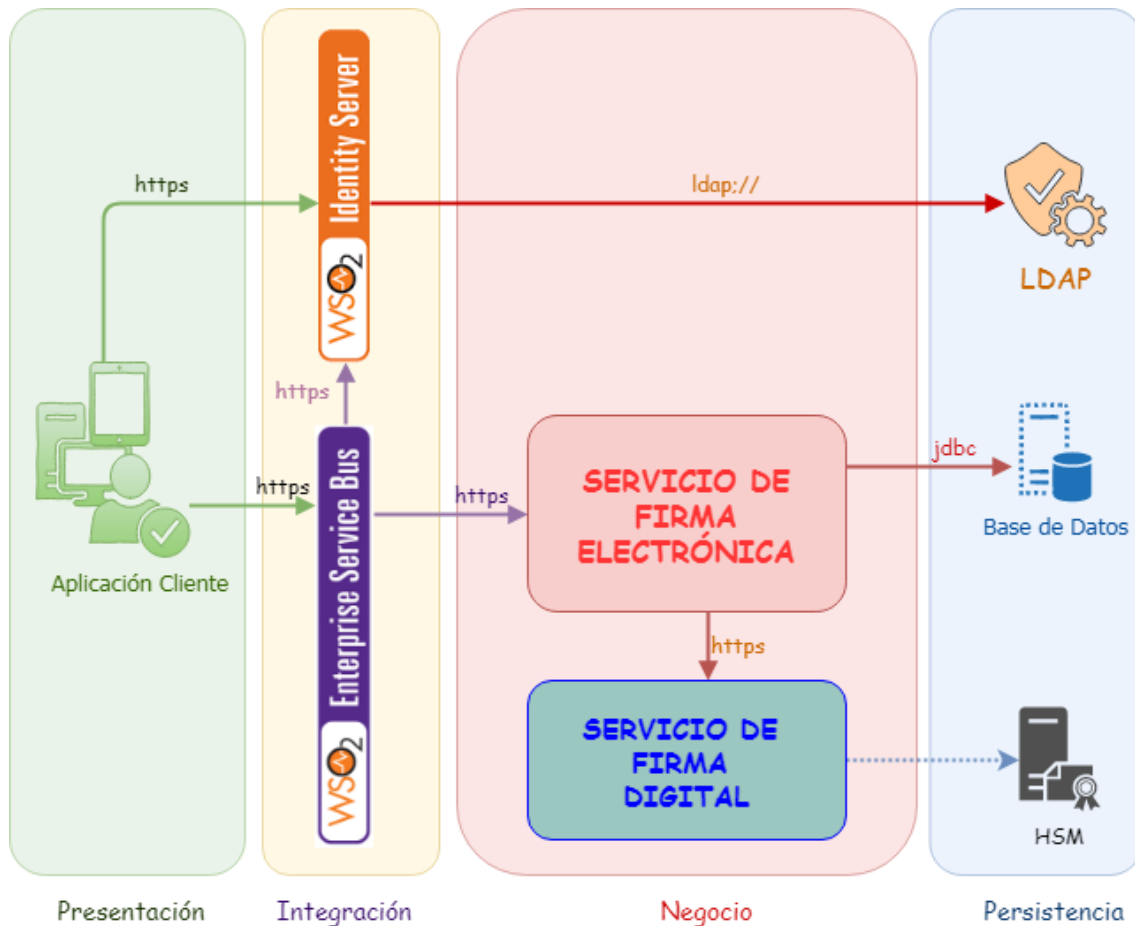 https
WSO2 Identity Server
ldap;//
LDAP
https
https
WSO2 Enterprise Service Bus
https
SERVICIO DE
FIRMA
ELECTRÓNICA
jdbc
Base de Datos
Aplicación Cliente
https
SERVICIO DE
FIRMA
DIGITAL
HSM
Presentación
Integración
Negocio
Persistencia